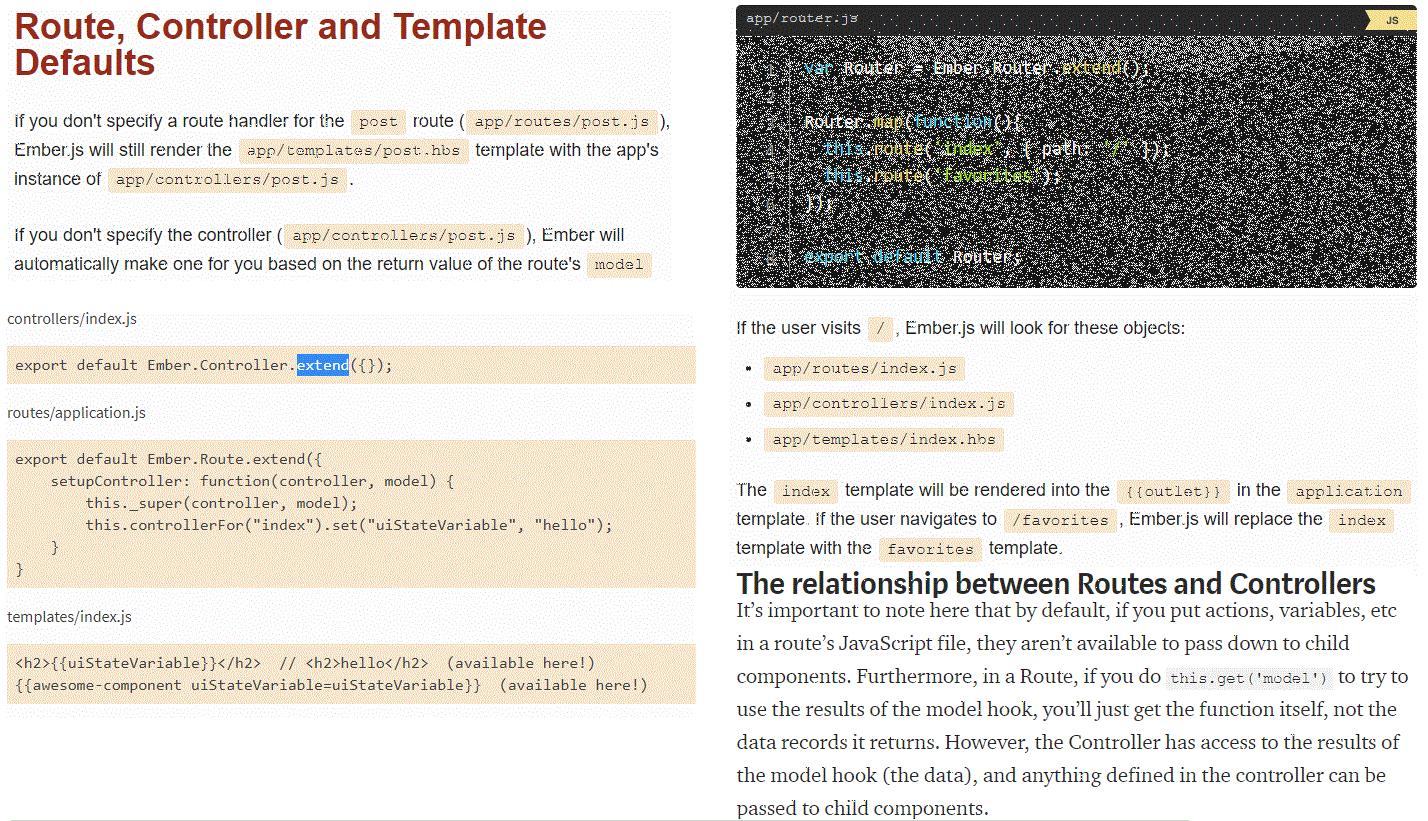 Route, Controller and Template
Defaults
if you don't specify a route handler for the post route ( app/routes/post.js ),
Ember.js will still render the app/templates/post.hbs template with the app's
instance of app/controllers/post.js .
if you don't specify the controller ( app/controllers/post.js ), Ember will
automatically make one for you based on the return value of the route's model
controllers/index.js
export default Ember.Controller.extend({});
routes/application.js
export default Ember.Route.extend({
    setupController: function(controller, model) {
        this._super(controller, model);
        this.controllerFor("index").set("uiStateVariable", "hello");
    }
}
templates/index.js
<h2>{{uiStateVariable}}</h2>  // <h2>hello</h2>  (available here!)
{{awesome-component uiStateVariable=uiStateVariable}}  (available here!)
app/router.js
JS
var Router = Ember.Router.extend();
Router.map(function(){
  this.route('index', { path: '/' });
  this.route('favorites');
});
export default Router;
If the user visits / , Ember.js will look for these objects:
• app/routes/index.js
• app/controllers/index.js
• app/templates/index.hbs
The index template will be rendered into the {{outlet}} in the application
template. If the user navigates to /favorites , Ember.js will replace the index
template with the favorites template.
The relationship between Routes and Controllers
It’s important to note here that by default, if you put actions, variables, etc
in a route’s JavaScript file, they aren’t available to pass down to child
components. Furthermore, in a Route, if you do this.get('model') to try to
use the results of the model hook, you’ll just get the function itself, not the
data records it returns. However, the Controller has access to the results of
the model hook (the data), and anything defined in the controller can be
passed to child components.